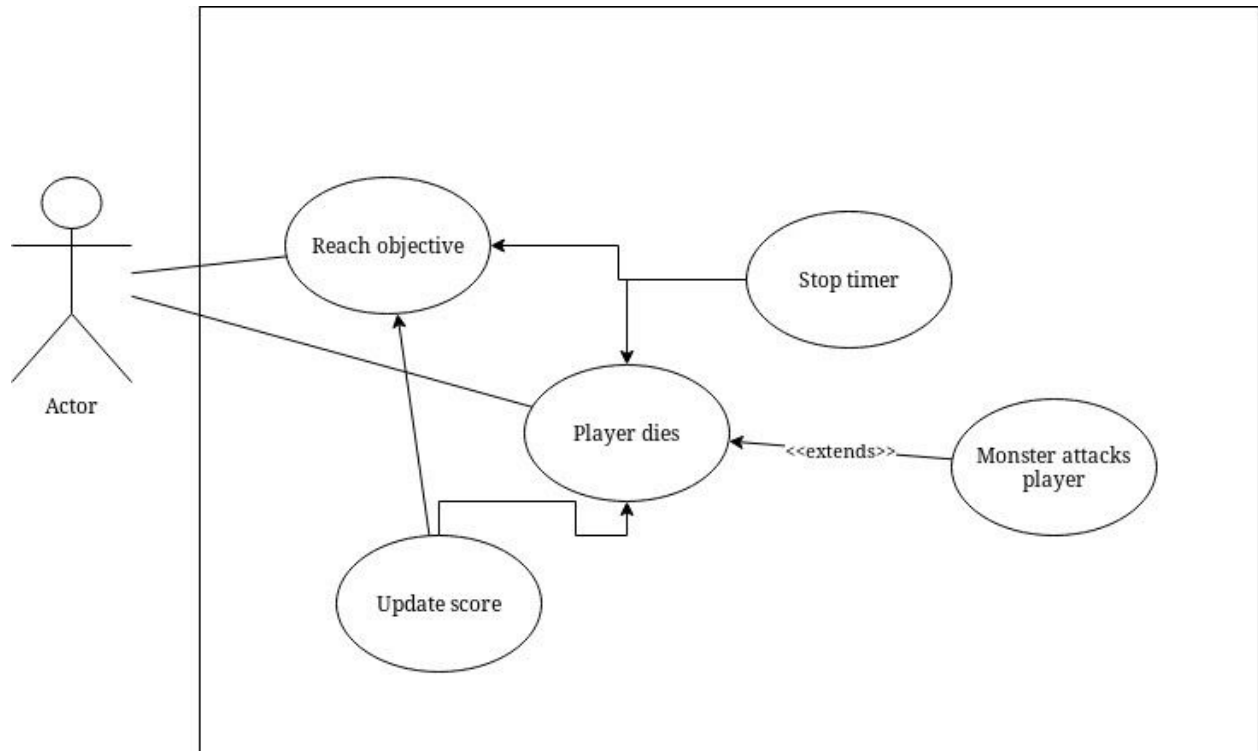 Reach objective
Stop timer
Actor
Player dies
<<extends>>
Monster attacks
player
Update score